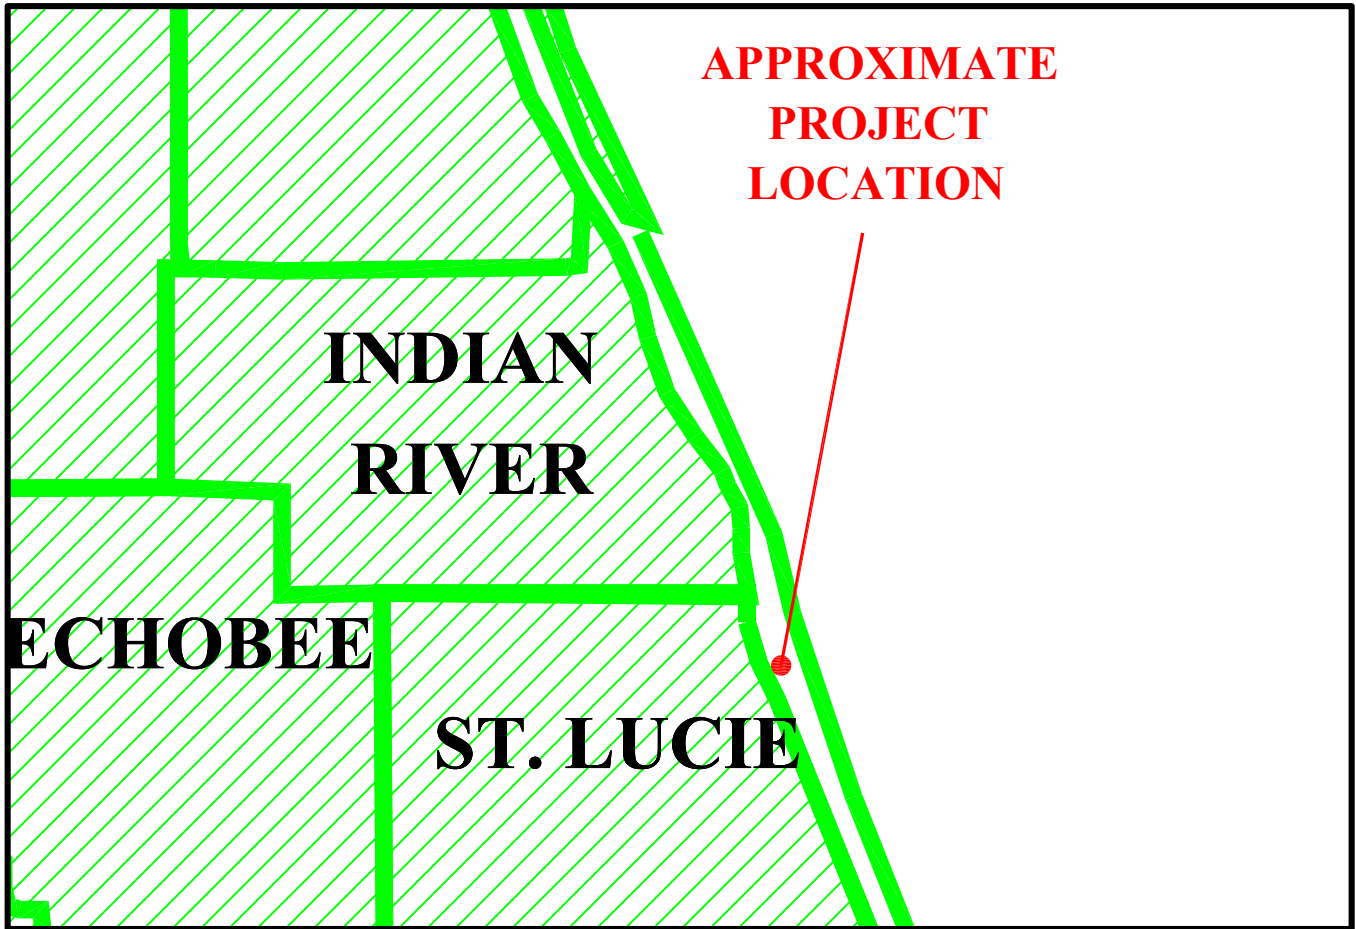 APPROXIMATE
PROJECT
LOCATION
INDIAN
RIVER
ECHOBEE
ST. LUCIE